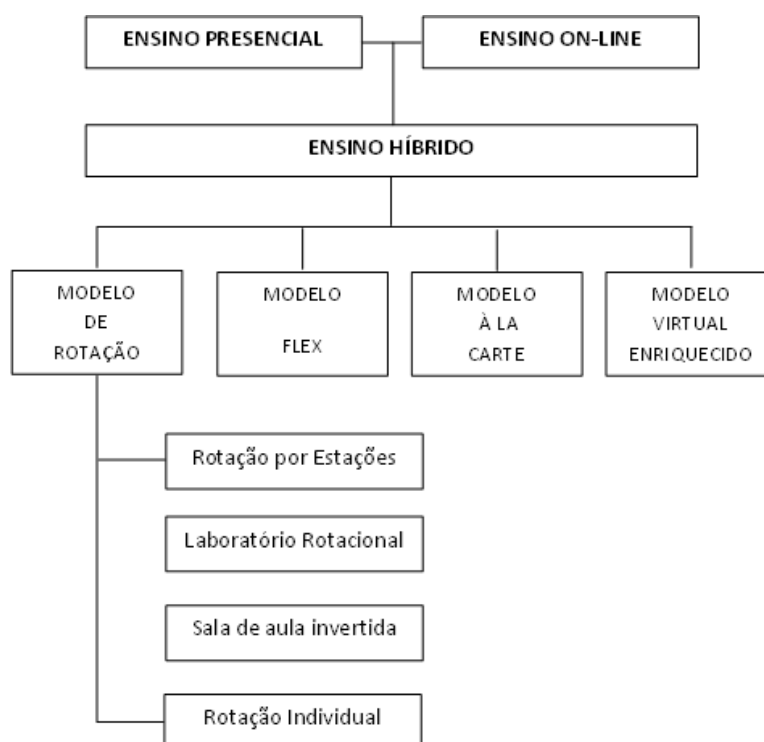 ENSINO PRESENCIAL
ENSINO ON-LINE
ENSINO HÍBRIDO
MODELO
DE
ROTAÇÃO
MODELO
FLEX
MODELO
À LA
CARTE
MODELO
VIRTUAL
ENRIQUECIDO
Rotação por Estações
Laboratório Rotacional
Sala de aula invertida
Rotação Individual